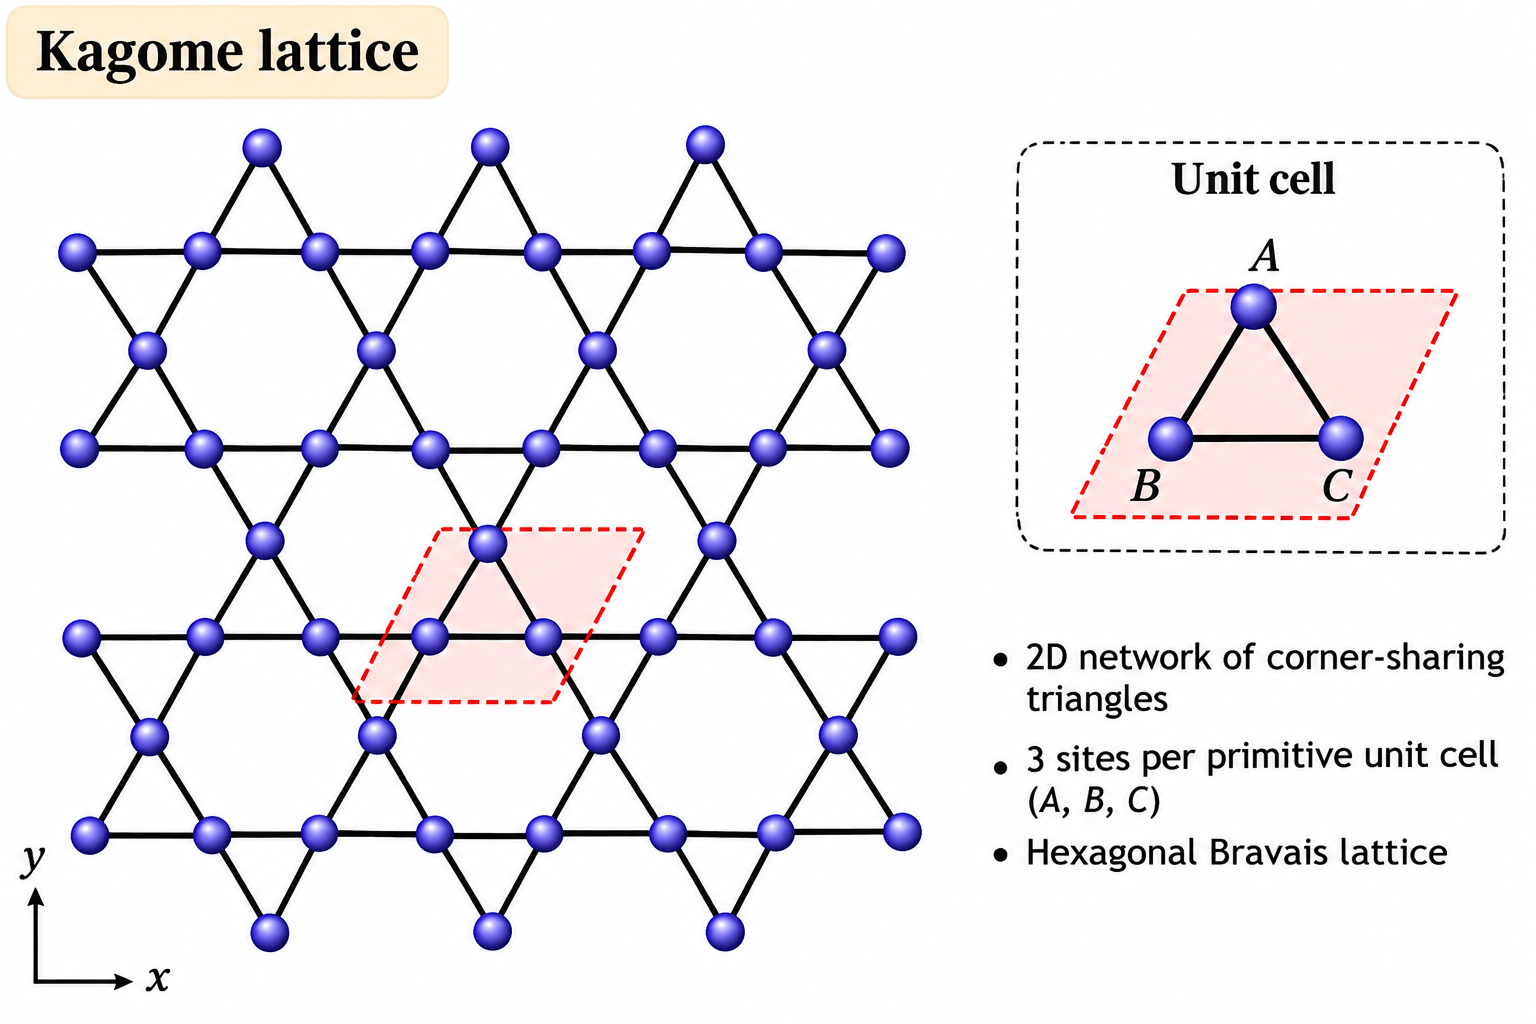 Kagome lattice
Unit cell
A
B
C
• 2D network of corner-sharing
triangles
• 3 sites per primitive unit cell
(A, B, C)
• Hexagonal Bravais lattice
y
x